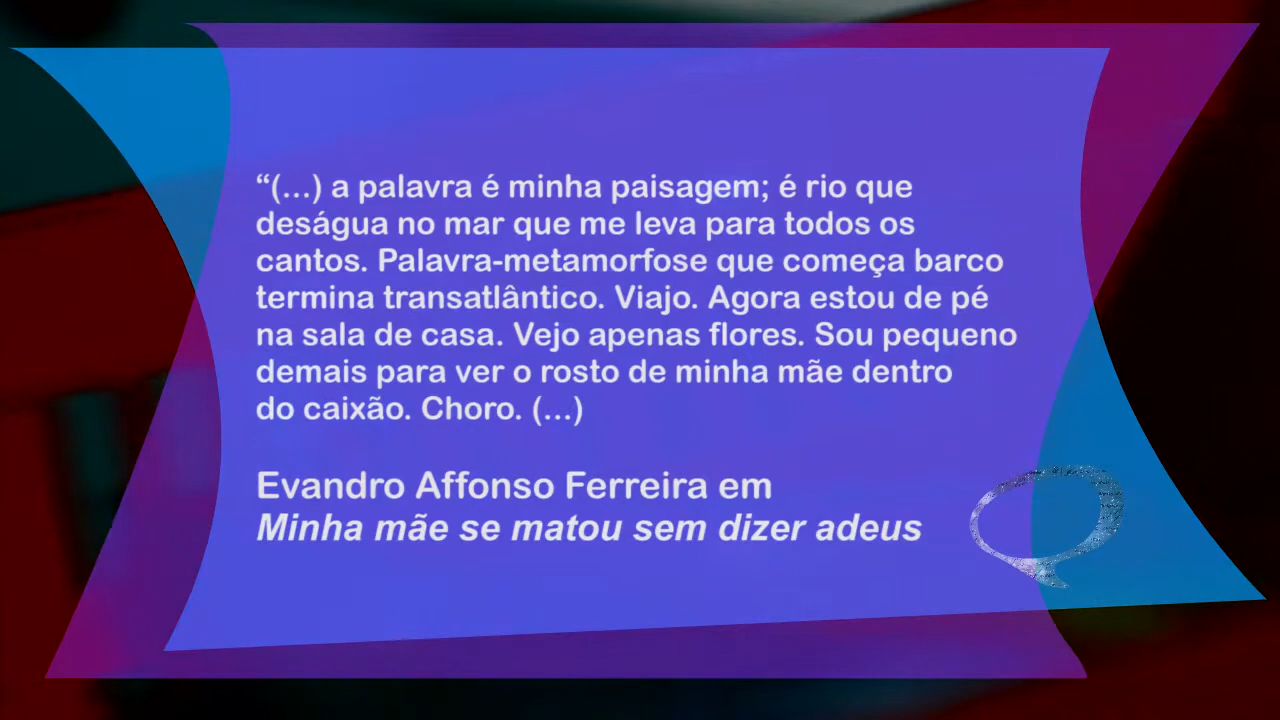 “(...) a palavra é minha paisagem; é rio que
deságua no mar que me leva para todos os
cantos. Palavra-metamorfose que começa barco
termina transatlântico. Viajo. Agora estou de pé
na sala de casa. Vejo apenas flores. Sou pequeno
demais para ver o rosto de minha mãe dentro
do caixão. Choro. (...)
Evandro Affonso Ferreira em
Minha mãe se matou sem dizer adeus